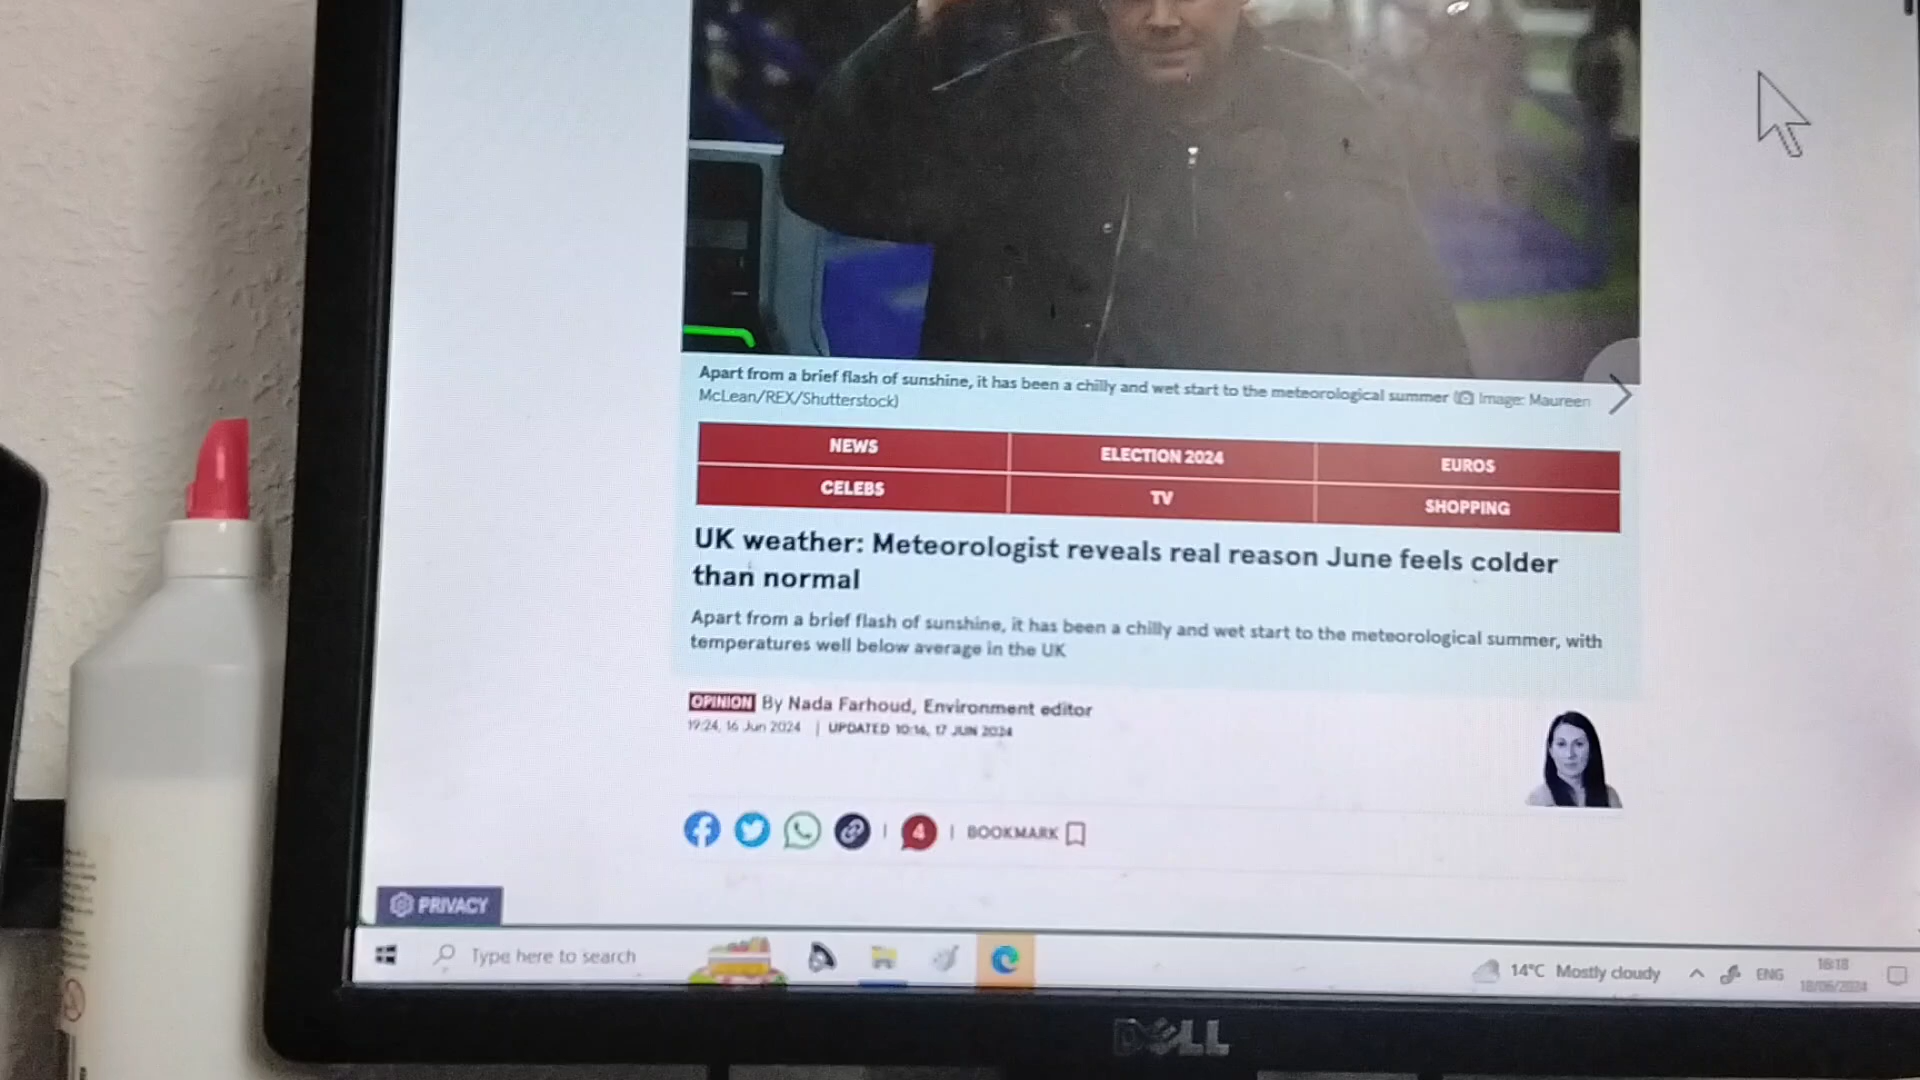 Apart from a brief flash of sunshine, it has been a chilly and wet start to the meteorological summer (Image: Maureen
McLean/REX/Shutterstock)
NEWS
ELECTION 2024
EUROS
CELEBS
TV
SHOPPING
UK weather: Meteorologist reveals real reason June feels colder
than normal
Apart from a brief flash of sunshine, it has been a chilly and wet start to the meteorological summer, with
temperatures well below average in the UK
OPINION By Nada Farhoud, Environment editor
19:24, 16 Jun 2024 | UPDATED 10:16, 17 JUN 2024
4 | BOOKMARK
PRIVACY
Type here to search
14°C Mostly cloudy
ENG
16:18
18/06/2024
DELL